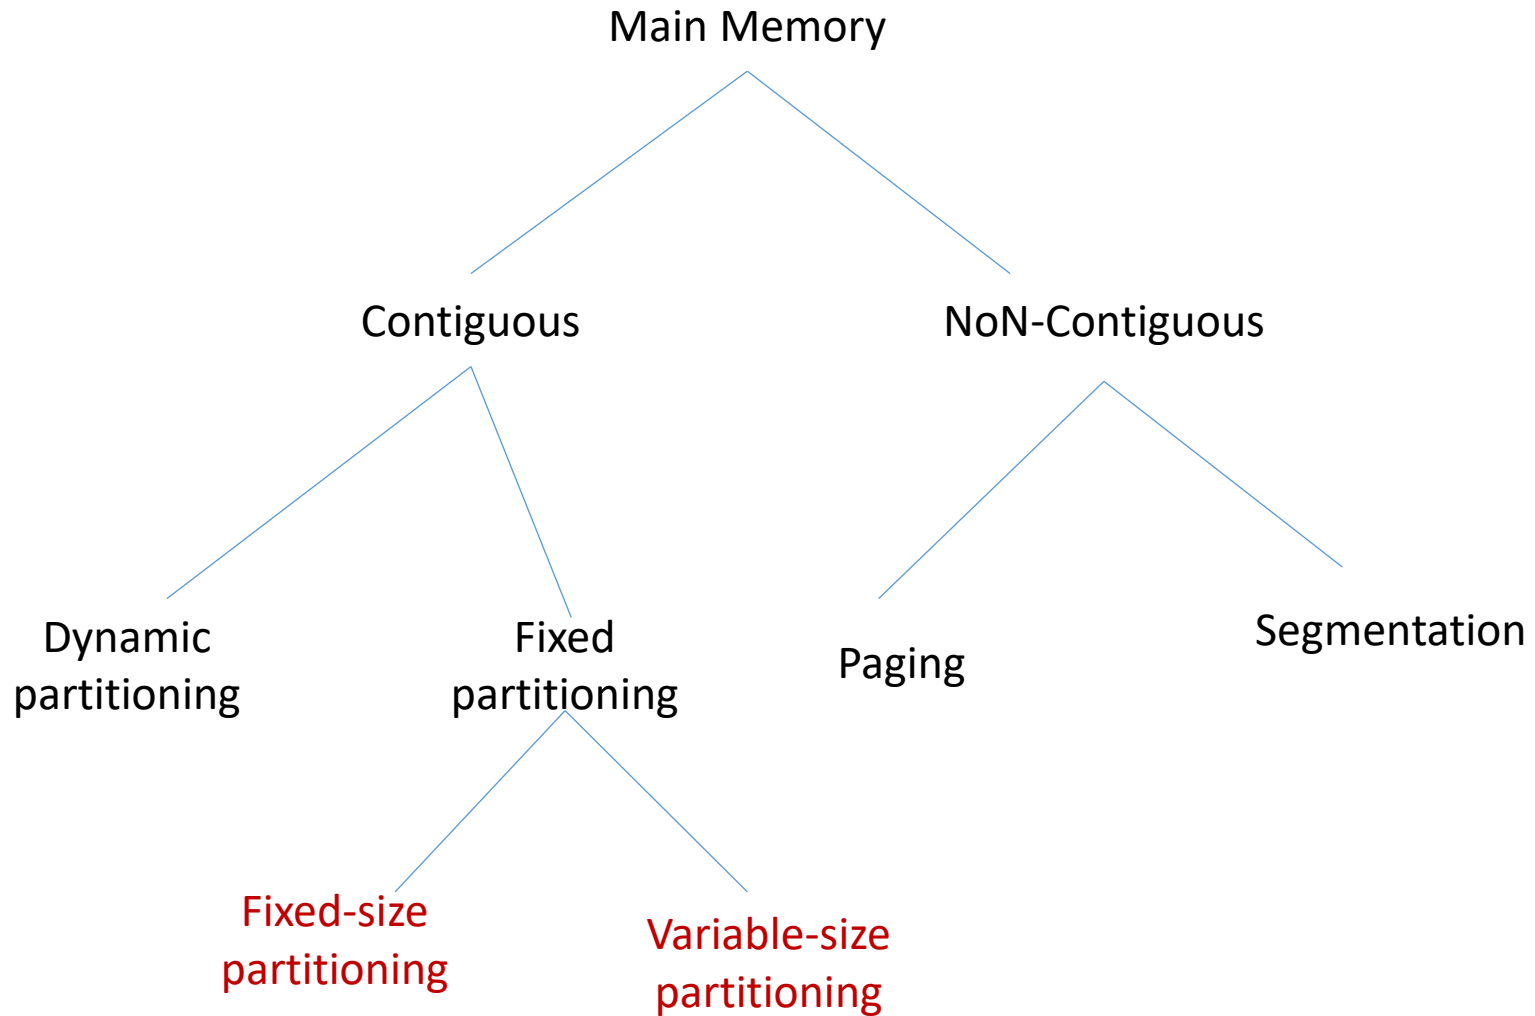 Main Memory
Contiguous
NoN-Contiguous
Dynamic
partitioning
Fixed
partitioning
Paging
Segmentation
Fixed-size
partitioning
Variable-size
partitioning